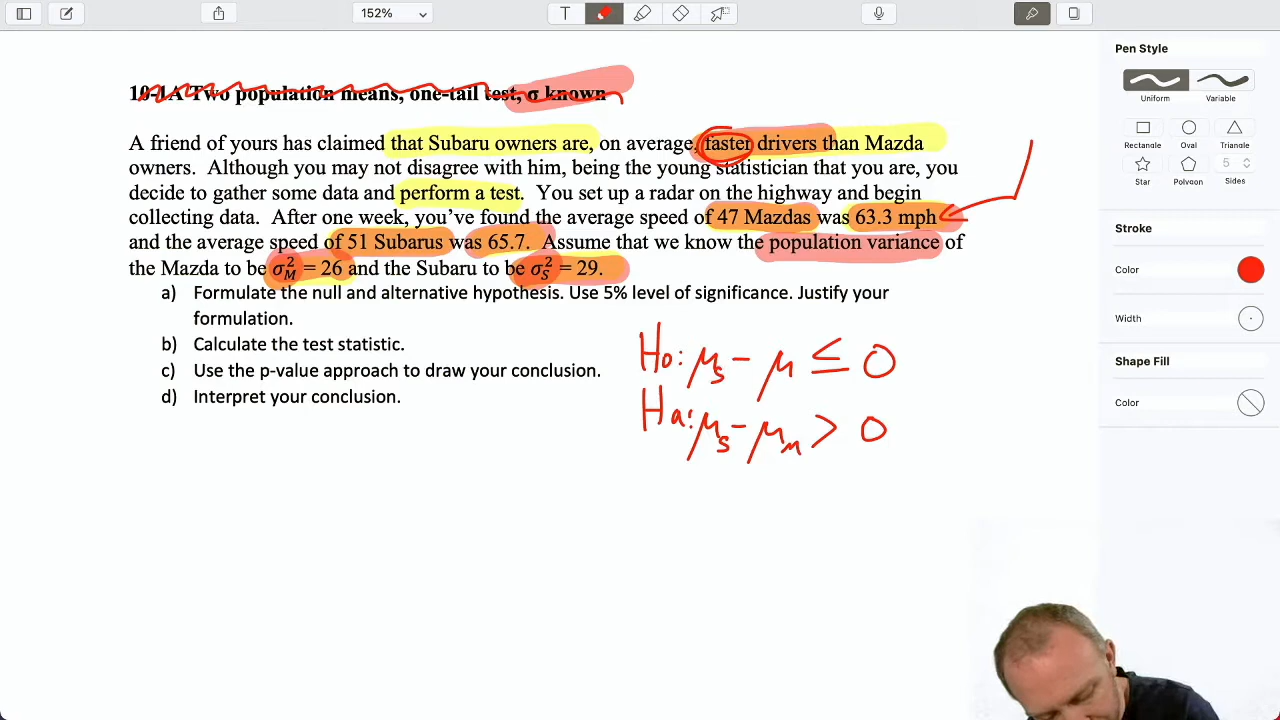 152%
T
Pen Style
Uniform
Variable
Rectangle
Oval
Triangle
Star
Polygon
5
Sides
Stroke
Color
Width
Shape Fill
Color
10-1A Two population means, one-tail test, σ known
A friend of yours has claimed that Subaru owners are, on average, faster drivers than Mazda
owners. Although you may not disagree with him, being the young statistician that you are, you
decide to gather some data and perform a test. You set up a radar on the highway and begin
collecting data. After one week, you’ve found the average speed of 47 Mazdas was 63.3 mph
and the average speed of 51 Subarus was 65.7. Assume that we know the population variance of
the Mazda to be σ²_M = 26 and the Subaru to be σ²_S = 29.
a) Formulate the null and alternative hypothesis. Use 5% level of significance. Justify your
formulation.
b) Calculate the test statistic.
c) Use the p-value approach to draw your conclusion.
d) Interpret your conclusion.
Ho: μs - μ ≤ 0
Ha: μs - μm > 0